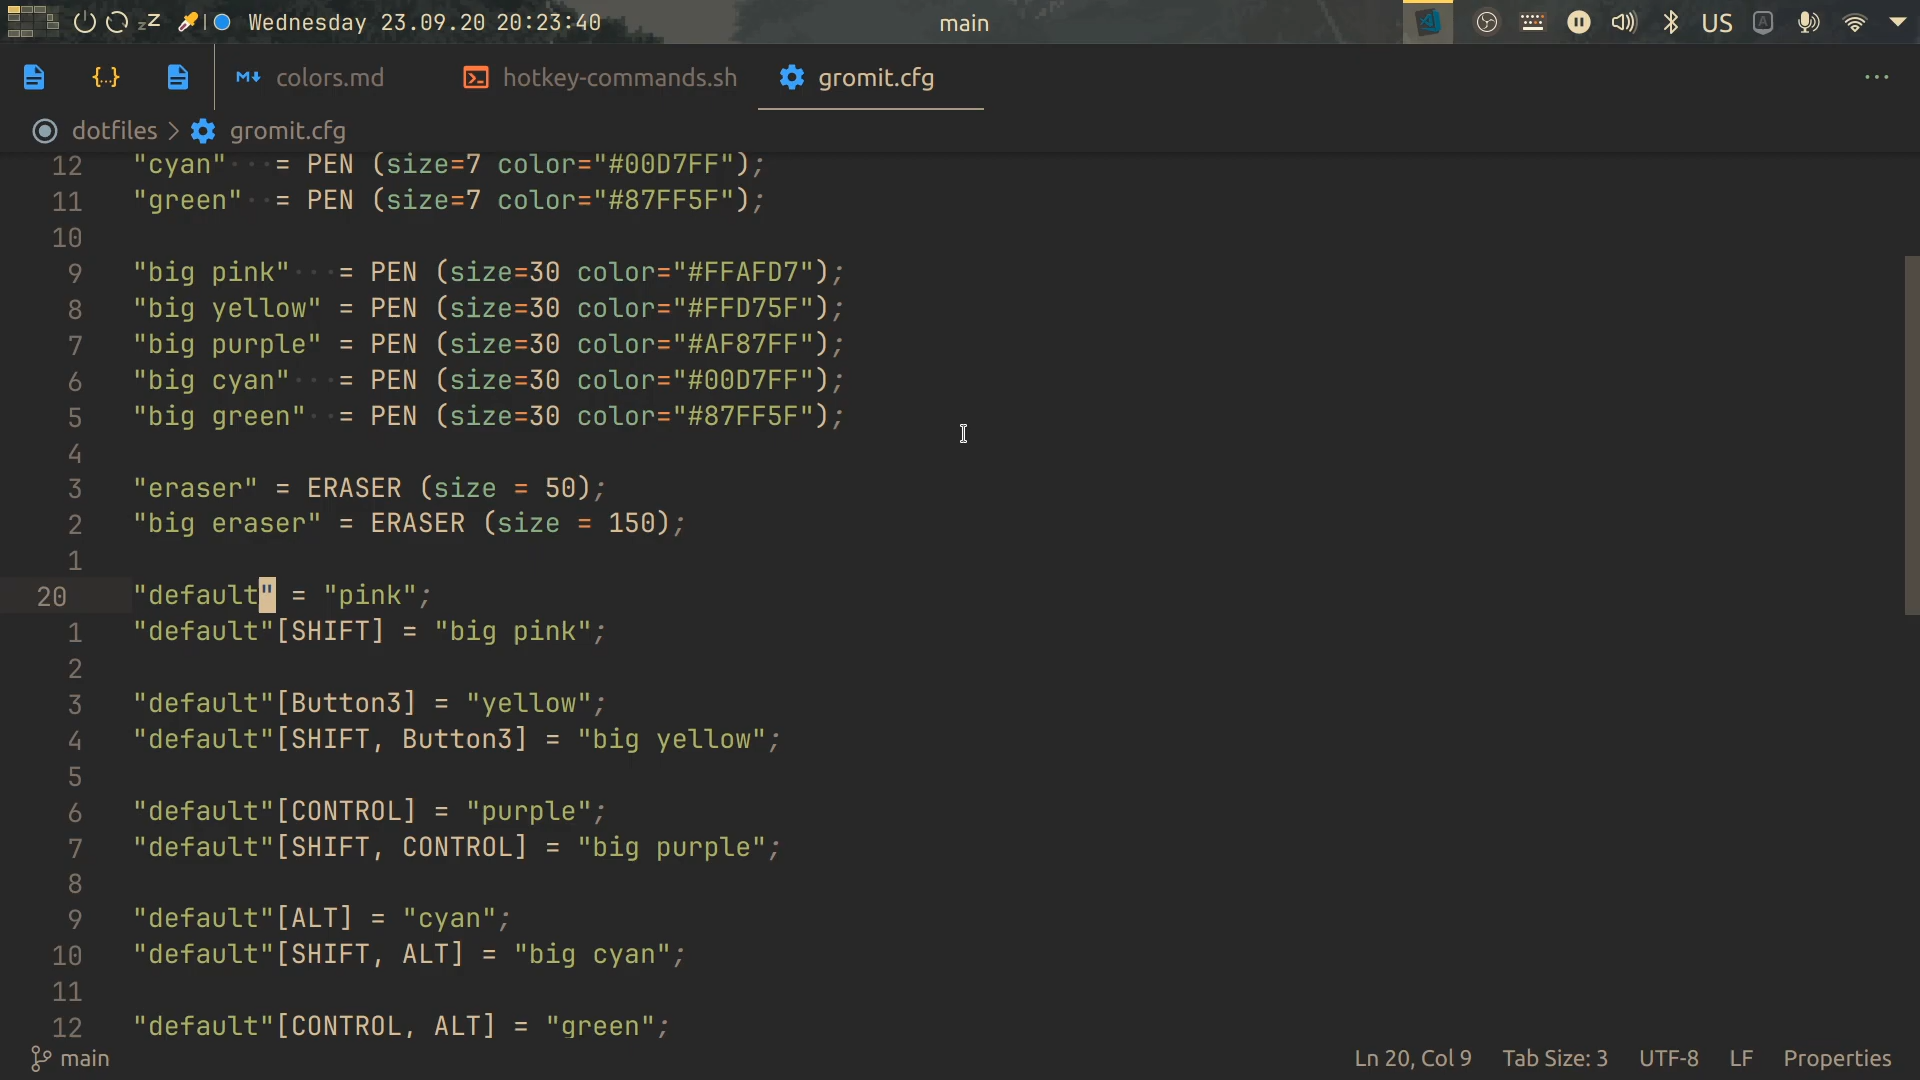 zZ Wednesday 23.09.20 20:23:40 main US A
{..} M↓ colors.md hotkey-commands.sh gromit.cfg ...
dotfiles > gromit.cfg
12 "cyan"···= PEN (size=7 color="#00D7FF");
11 "green"··= PEN (size=7 color="#87FF5F");
10
9 "big pink"···= PEN (size=30 color="#FFAFD7");
8 "big yellow" = PEN (size=30 color="#FFD75F");
7 "big purple" = PEN (size=30 color="#AF87FF");
6 "big cyan"···= PEN (size=30 color="#00D7FF");
5 "big green"··= PEN (size=30 color="#87FF5F");
4
3 "eraser" = ERASER (size = 50);
2 "big eraser" = ERASER (size = 150);
1
20 "default" = "pink";
1 "default"[SHIFT] = "big pink";
2
3 "default"[Button3] = "yellow";
4 "default"[SHIFT, Button3] = "big yellow";
5
6 "default"[CONTROL] = "purple";
7 "default"[SHIFT, CONTROL] = "big purple";
8
9 "default"[ALT] = "cyan";
10 "default"[SHIFT, ALT] = "big cyan";
11
12 "default"[CONTROL, ALT] = "green";
main Ln 20, Col 9 Tab Size: 3 UTF-8 LF Properties